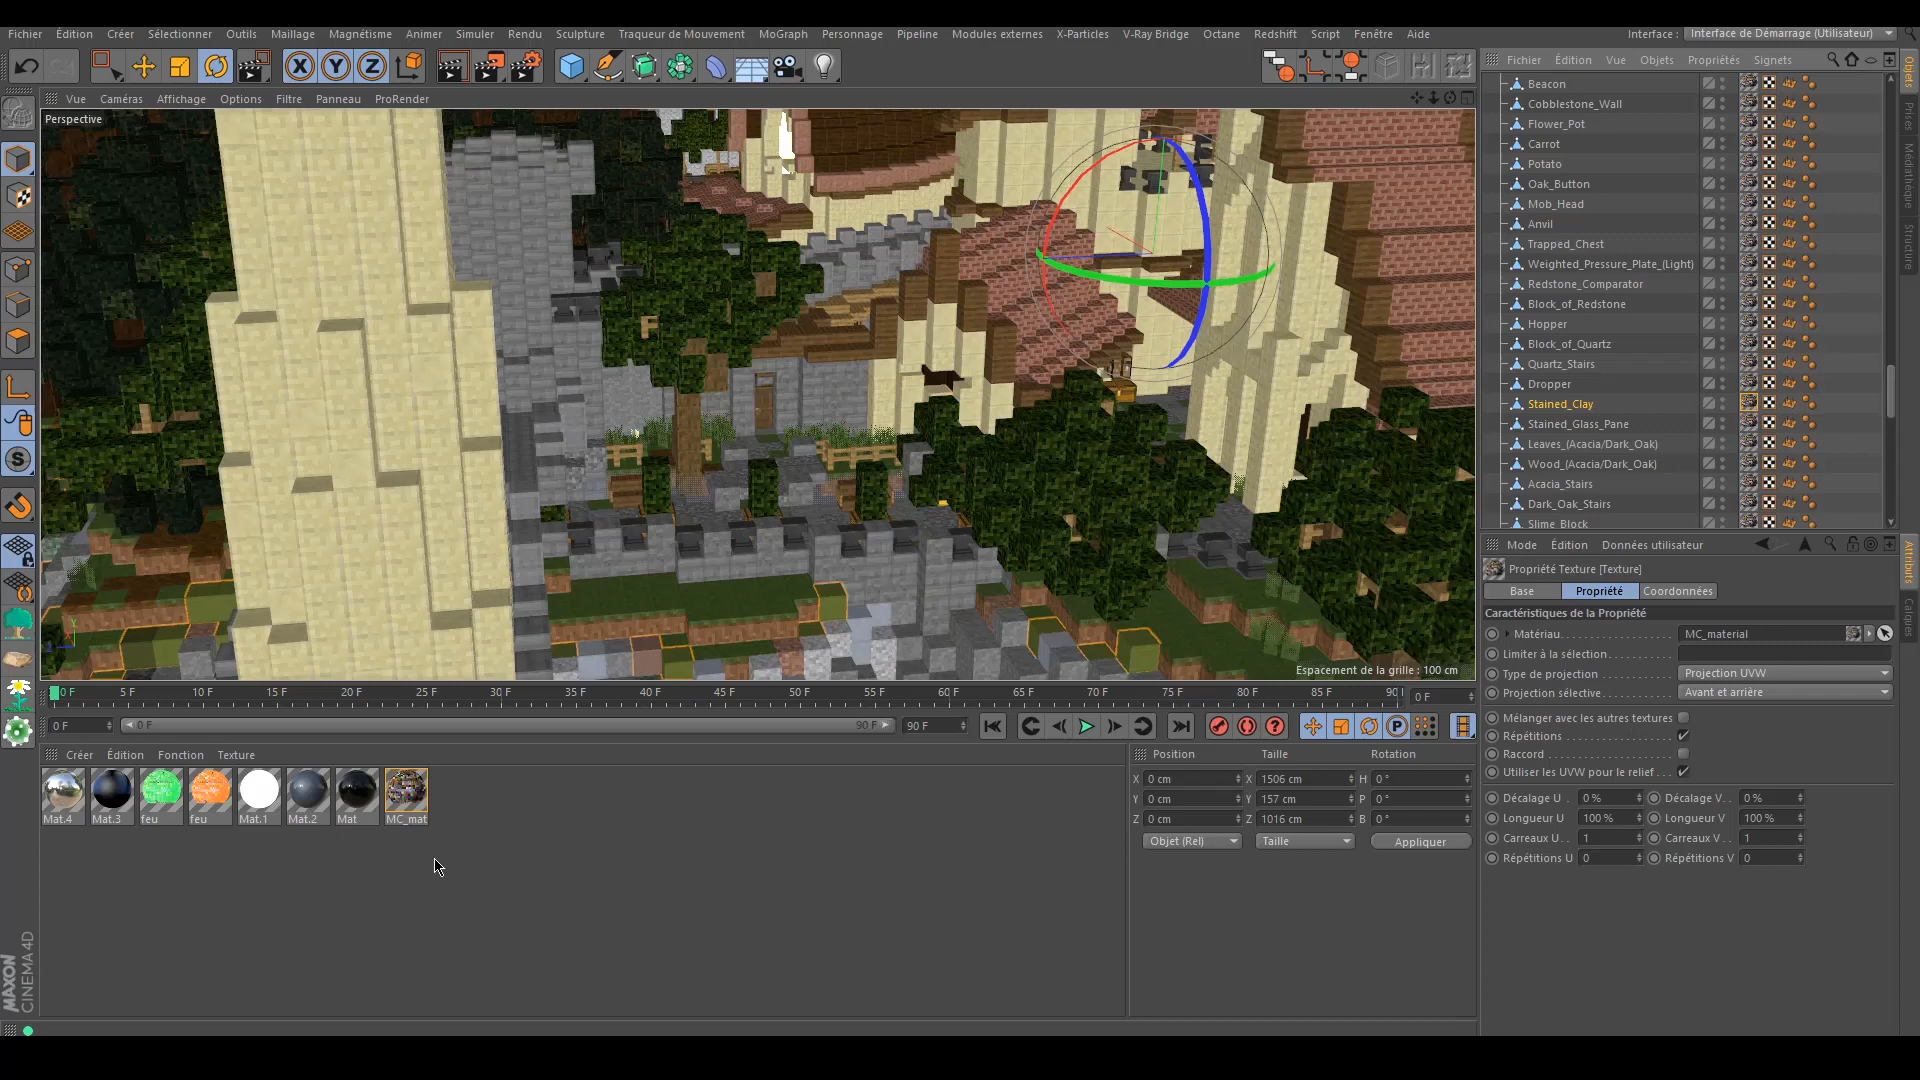 Fichier Édition Créer Sélectionner Outils Maillage Magnétisme Animer Simuler Rendu Sculpture Traqueur de Mouvement MoGraph Personnage Pipeline Modules externes X-Particles V-Ray Bridge Octane Redshift Script Fenêtre Aide Interface : Interface de Démarrage (Utilisateur)
Fichier Édition Vue Objets Propriétés Signets
Vue Caméras Affichage Options Filtre Panneau ProRender
Perspective
Espacement de la grille : 100 cm
Beacon
Cobblestone_Wall
Flower_Pot
Carrot
Potato
Oak_Button
Mob_Head
Anvil
Trapped_Chest
Weighted_Pressure_Plate_(Light)
Redstone_Comparator
Block_of_Redstone
Hopper
Block_of_Quartz
Quartz_Stairs
Dropper
Stained_Clay
Stained_Glass_Pane
Leaves_(Acacia/Dark_Oak)
Wood_(Acacia/Dark_Oak)
Acacia_Stairs
Dark_Oak_Stairs
Slime_Block
Objets
Prises
Médiathèque
Structure
Mode Édition Données utilisateur
Propriété Texture [Texture]
Base Propriété Coordonnées
Caractéristiques de la Propriété
Matériau MC_material
Limiter à la sélection
Type de projection Projection UVW
Projection sélective Avant et arrière
Mélanger avec les autres textures
Répétitions
Raccord
Utiliser les UVW pour le relief
Décalage U 0 % Décalage V 0 %
Longueur U 100 % Longueur V 100 %
Carreaux U 1 Carreaux V 1
Répétitions U 0 Répétitions V 0
Attributs
Calques
0 F 5 F 10 F 15 F 20 F 25 F 30 F 35 F 40 F 45 F 50 F 55 F 60 F 65 F 70 F 75 F 80 F 85 F 90 0 F
0 F 0 F 90 F 90 F
Créer Édition Fonction Texture
Mat.4 Mat.3 feu feu Mat.1 Mat.2 Mat MC_mat
Position Taille Rotation
X 0 cm X 1506 cm H 0 °
Y 0 cm Y 157 cm P 0 °
Z 0 cm Z 1016 cm B 0 °
Objet (Rel) Taille Appliquer
MAXON
CINEMA 4D